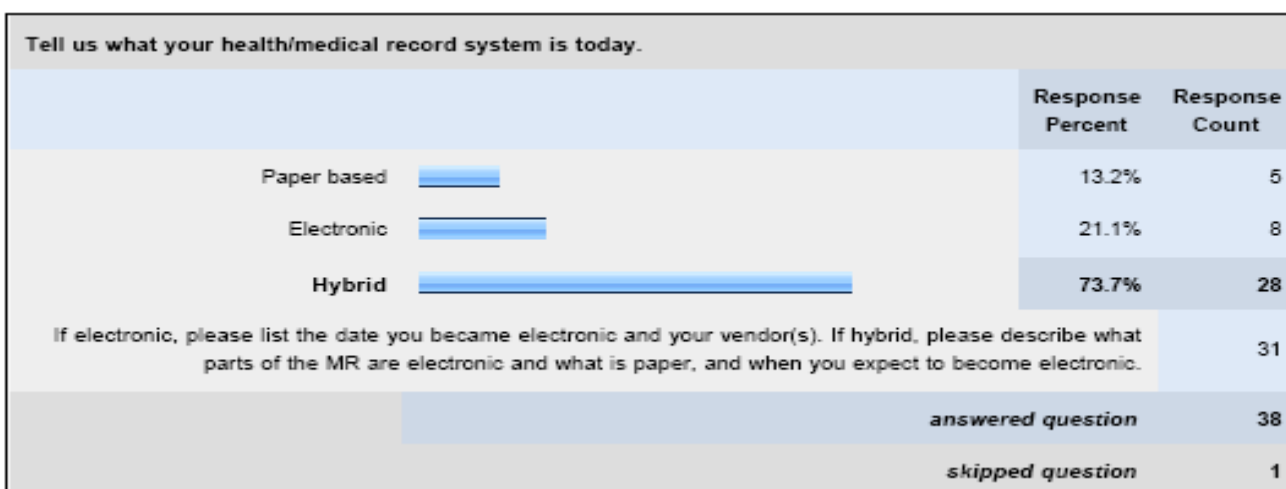 Tell us what your health/medical record system is today.
Response Percent
Response Count
Paper based 13.2% 5
Electronic 21.1% 8
Hybrid 73.7% 28
If electronic, please list the date you became electronic and your vendor(s). If hybrid, please describe what
parts of the MR are electronic and what is paper, and when you expect to become electronic. 31
answered question 38
skipped question 1